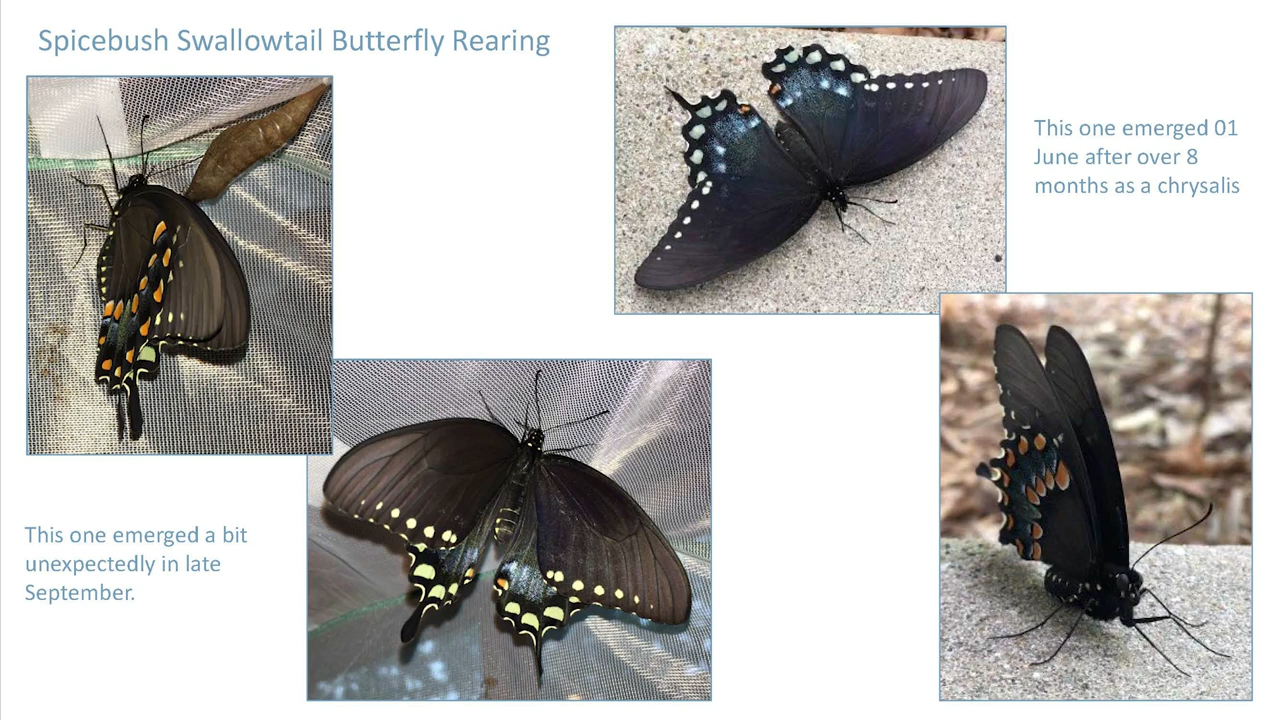 Spicebush Swallowtail Butterfly Rearing
This one emerged 01
June after over 8
months as a chrysalis
This one emerged a bit
unexpectedly in late
September.